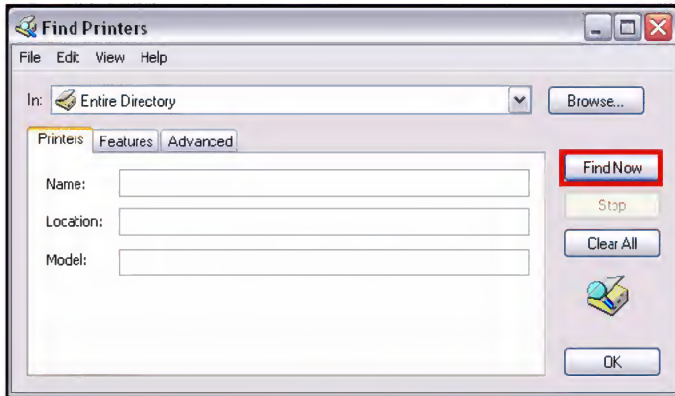 Find Printers
File Edit View Help
In: Entire Directory Browse...
Printers Features Advanced
Find Now
Name:
Stop
Location:
Clear All
Model:
OK